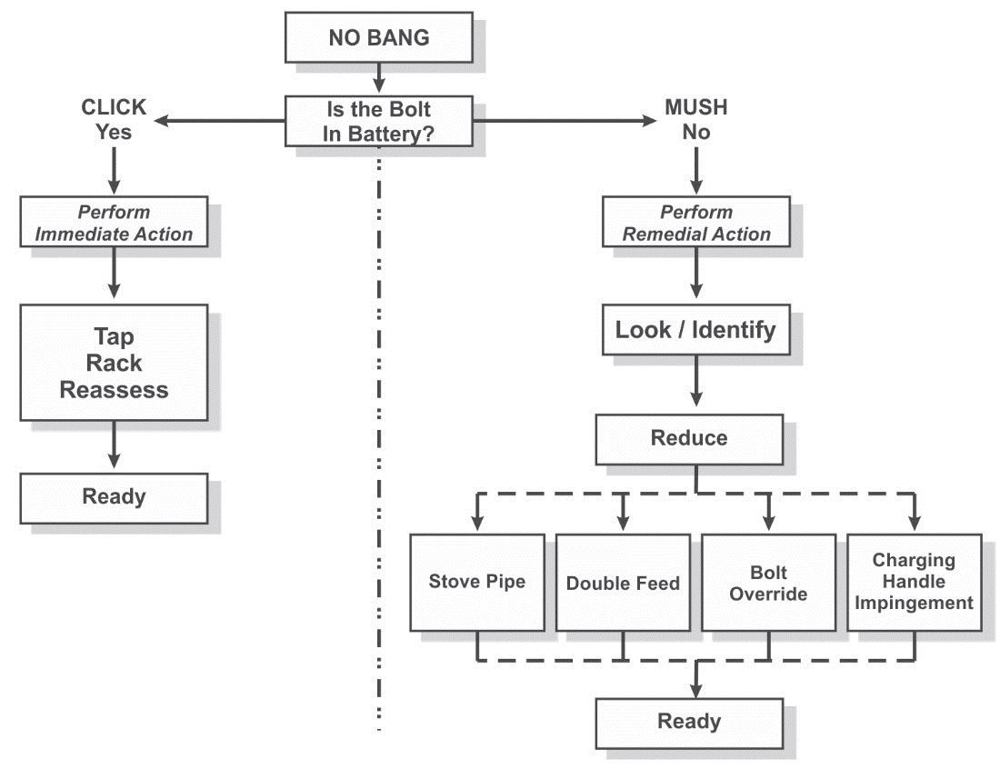 NO BANG
Is the Bolt
In Battery?
CLICK
Yes
MUSH
No
Perform
Immediate Action
Perform
Remedial Action
Tap
Rack
Reassess
Look / Identify
Reduce
Ready
Stove Pipe
Double Feed
Bolt
Override
Charging
Handle
Impingement
Ready